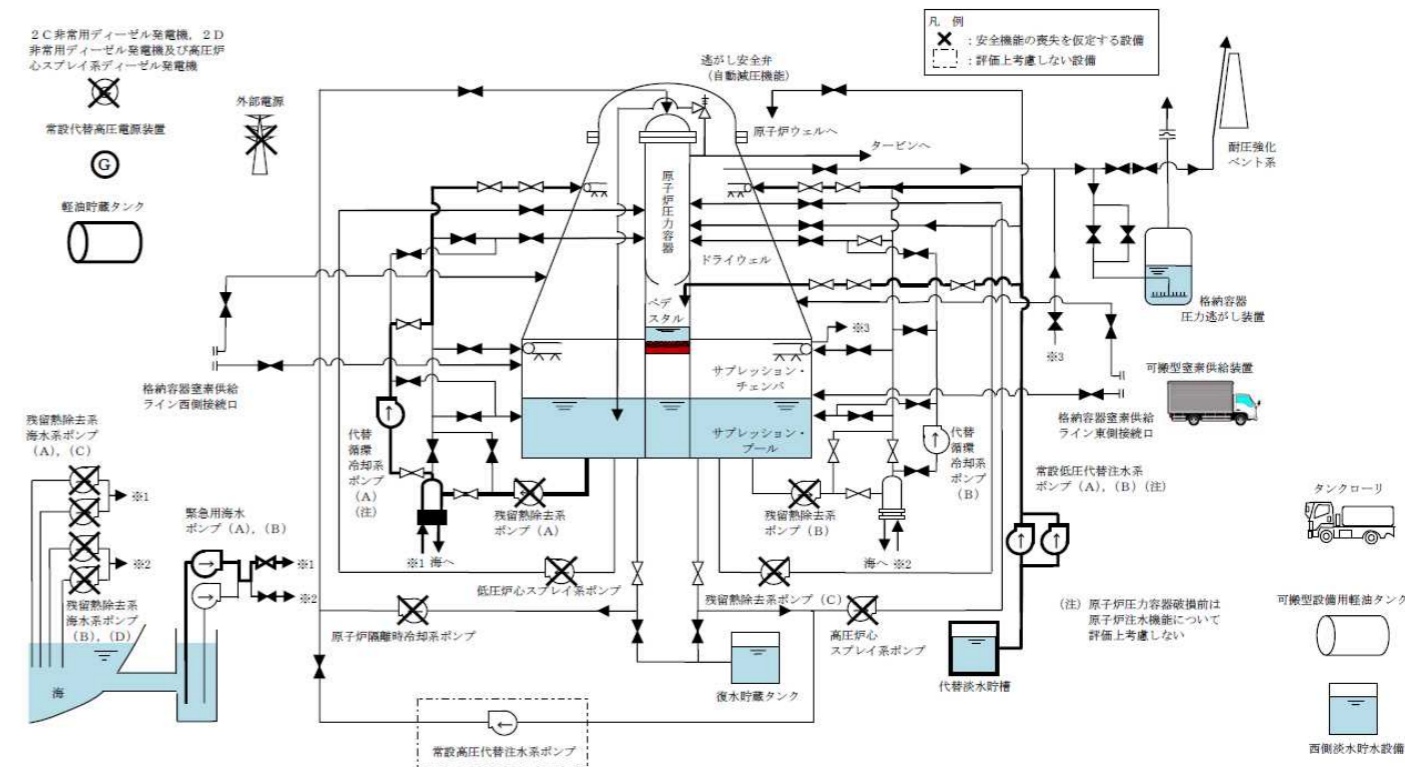 2C非常用ディーゼル発電機，2D
非常用ディーゼル発電機及び高圧炉
心スプレイ系ディーゼル発電機
G
外部電源
常設代替高圧電源装置
G
軽油貯蔵タンク
凡　例
：安全機能の喪失を仮定する設備
：評価上考慮しない設備
逃がし安全弁
（自動減圧機能）
原子炉ウェルへ
タービンへ
耐圧強化
ベント系
原子炉圧力容器
ドライウェル
ペデ
スタル
※3
格納容器
圧力逃がし装置
※3
サプレッション・
チェンバ
サプレッション・
プール
格納容器窒素供給
ライン西側接続口
可搬型窒素供給装置
格納容器窒素供給
ライン東側接続口
残留熱除去系
海水系ポンプ
（A），（C）
※1
※2
残留熱除去系
海水系ポンプ
（B），（D）
海
緊急用海水
ポンプ（A），（B）
※1
※2
代替
循環
冷却系
ポンプ
（A）
（注）
残留熱除去系
ポンプ（A）
※1 海へ
代替
循環
冷却系
ポンプ
（B）
残留熱除去系
ポンプ（B）
海へ ※2
常設低圧代替注水系
ポンプ（A），（B）（注）
タンクローリ
低圧炉心スプレイ系ポンプ
残留熱除去系ポンプ（C）
原子炉隔離時冷却系ポンプ
高圧炉心
スプレイ系ポンプ
（注）原子炉圧力容器破損前は
原子炉注水機能について
評価上考慮しない
可搬型設備用軽油タンク
復水貯蔵タンク
代替淡水貯槽
常設高圧代替注水系ポンプ
西側淡水貯水設備